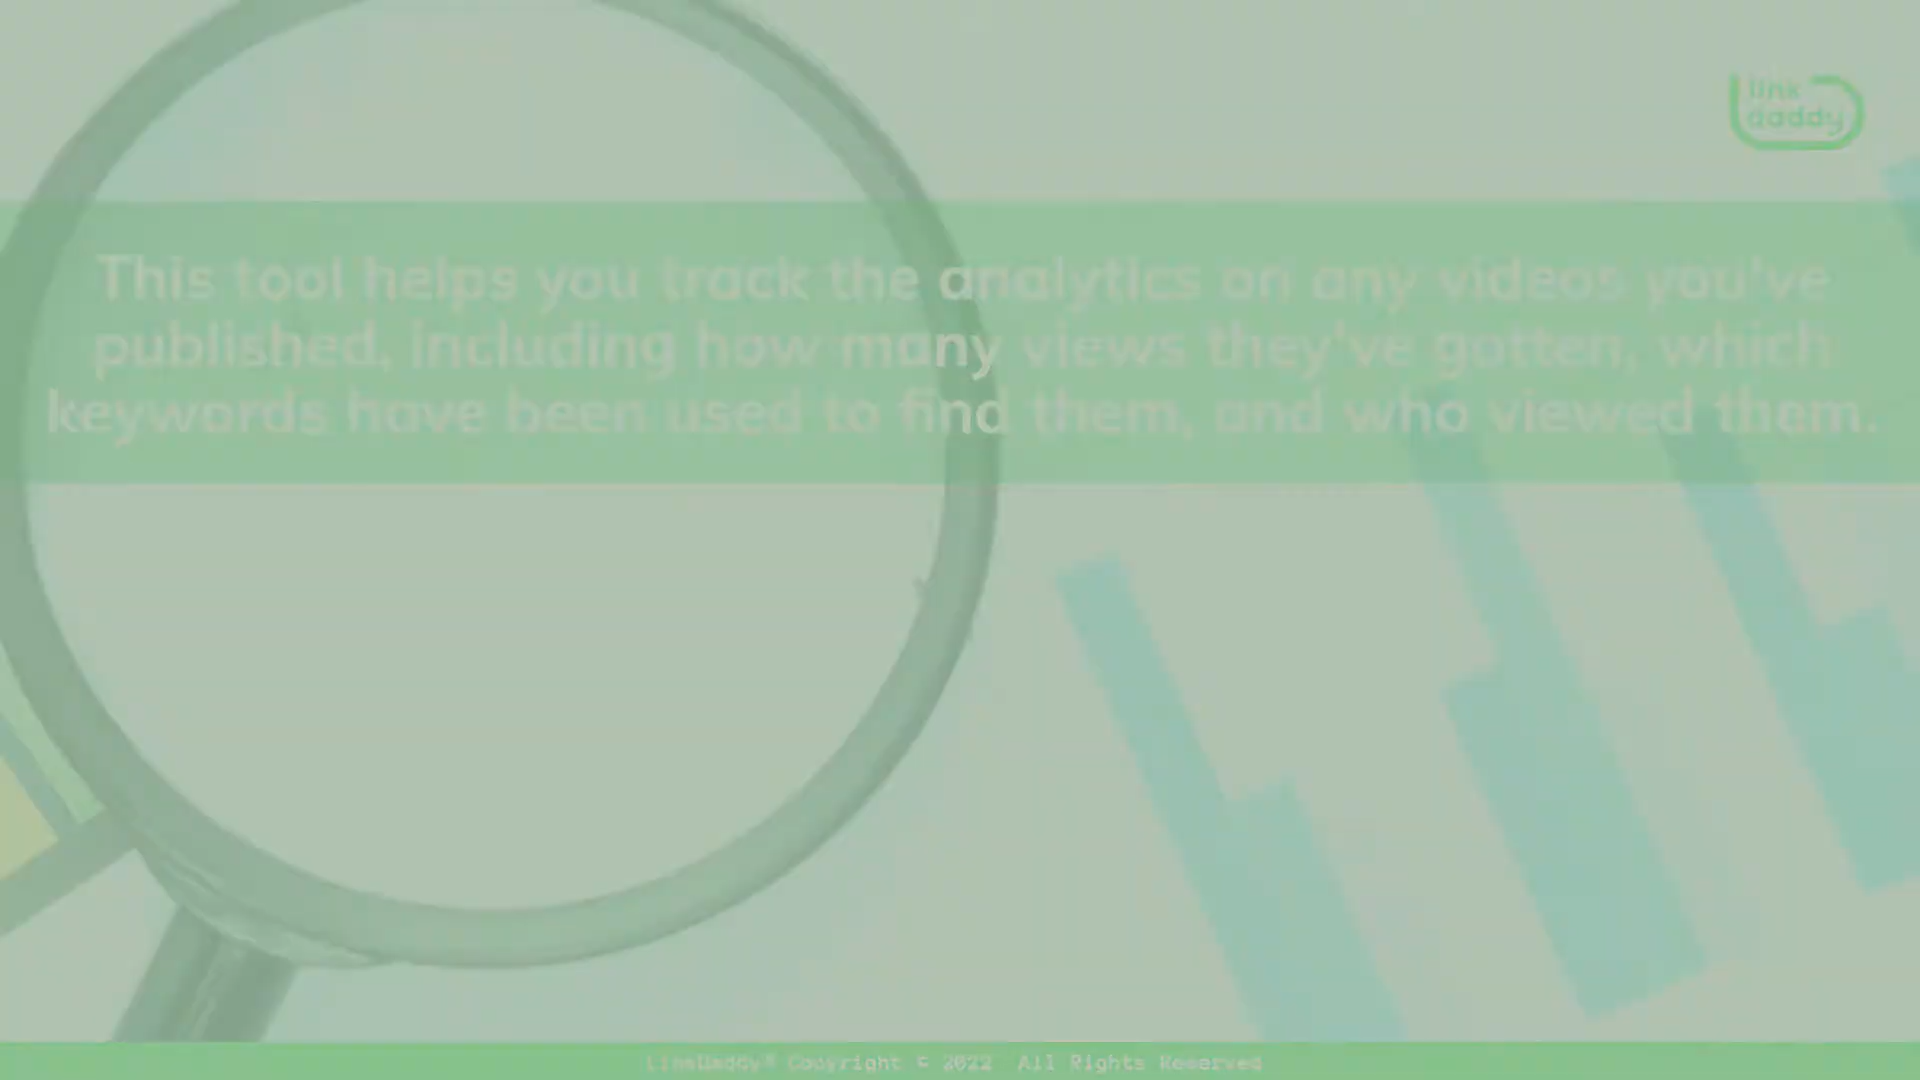 link
daddy
This tool helps you track the analytics on any videos you've
published, including how many views they've gotten, which
keywords have been used to find them, and who viewed them.
LinkDaddy® Copyright © 2022 All Rights Reserved